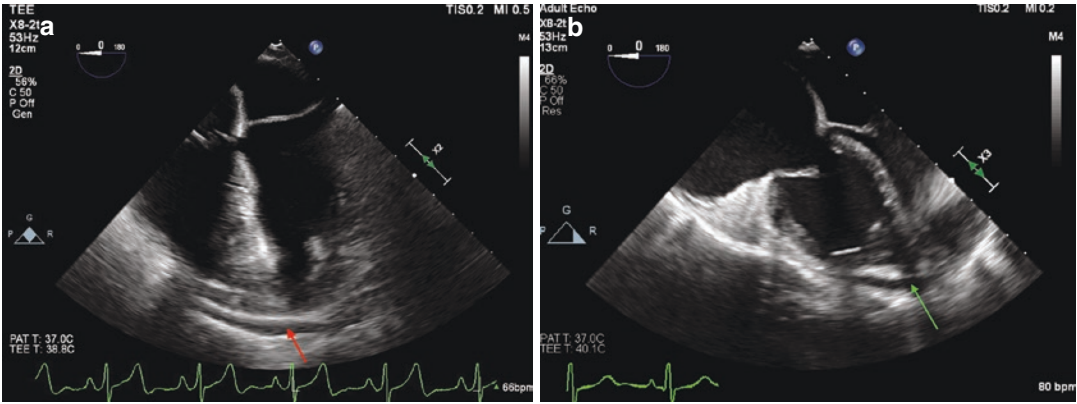 a
TEE
X8-2t
53Hz
12cm
2D
56%
C 50
P Off
Gen
TIS0.2 MI 0.5
M4
0 0 180
X2
G
P R
PAT T: 37.0C
TEE T: 38.8C
66bpm
b
Adult Echo
X8-2t
53Hz
13cm
2D
66%
C 50
P Off
Res
TIS0.2 MI 0.2
M4
0 0 180
X3
G
P R
PAT T: 37.0C
TEE T: 40.1C
80 bpm